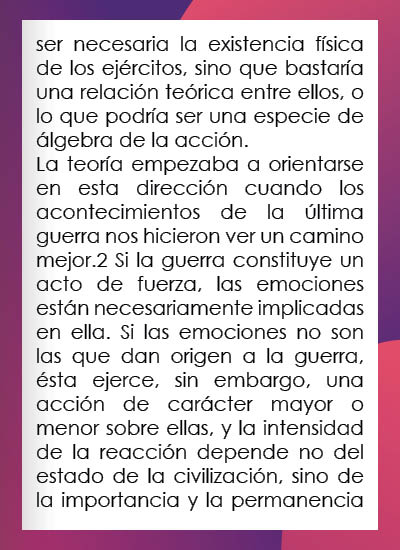 ser necesaria la existencia física
de los ejércitos, sino que bastaría
una relación teórica entre ellos, o
lo que podría ser una especie de
álgebra de la acción.
La teoría empezaba a orientarse
en esta dirección cuando los
acontecimientos de la última
guerra nos hicieron ver un camino
mejor.2 Si la guerra constituye un
acto de fuerza, las emociones
están necesariamente implicadas
en ella. Si las emociones no son
las que dan origen a la guerra,
ésta ejerce, sin embargo, una
acción de carácter mayor o
menor sobre ellas, y la intensidad
de la reacción depende no del
estado de la civilización, sino de
la importancia y la permanencia